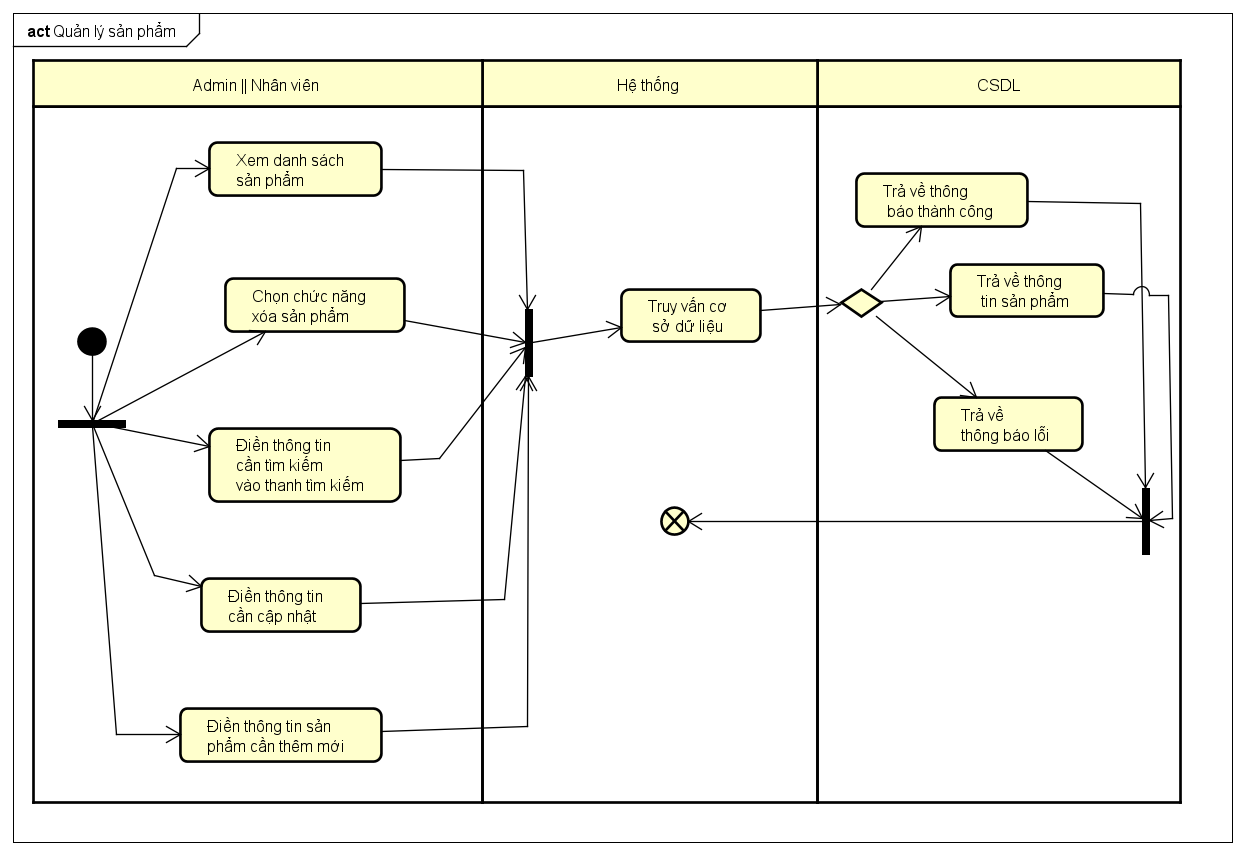 act Quản lý sản phẩm
Admin || Nhân viên
Hệ thống
CSDL
Xem danh sách
sản phẩm
Chọn chức năng
xóa sản phẩm
Điền thông tin
cần tìm kiếm
vào thanh tìm kiếm
Điền thông tin
cần cập nhật
Điền thông tin sản
phẩm cần thêm mới
Truy vấn cơ
sở dữ liệu
Trả về thông
báo thành công
Trả về thông
tin sản phẩm
Trả về
thông báo lỗi